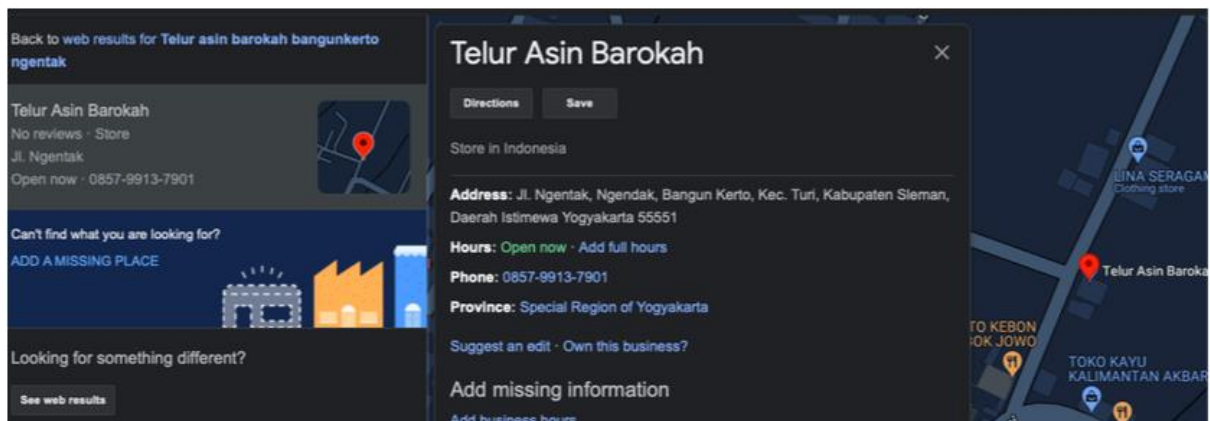 Back to web results for Telur asin barokah bangunkerto
ngentak
Telur Asin Barokah
No reviews · Store
Jl. Ngentak
Open now · 0857-9913-7901
Can't find what you are looking for?
ADD A MISSING PLACE
Looking for something different?
See web results
Telur Asin Barokah
Directions
Save
Store in Indonesia
Address: Jl. Ngentak, Ngendak, Bangun Kerto, Kec. Turi, Kabupaten Sleman,
Daerah Istimewa Yogyakarta 55551
Hours: Open now · Add full hours
Phone: 0857-9913-7901
Province: Special Region of Yogyakarta
Suggest an edit · Own this business?
Add missing information
Add business hours
LINA SERAGAM
Clothing store
Telur Asin Baroka
TO KEBON
OK JOWO
TOKO KAYU
KALIMANTAN AKBAR